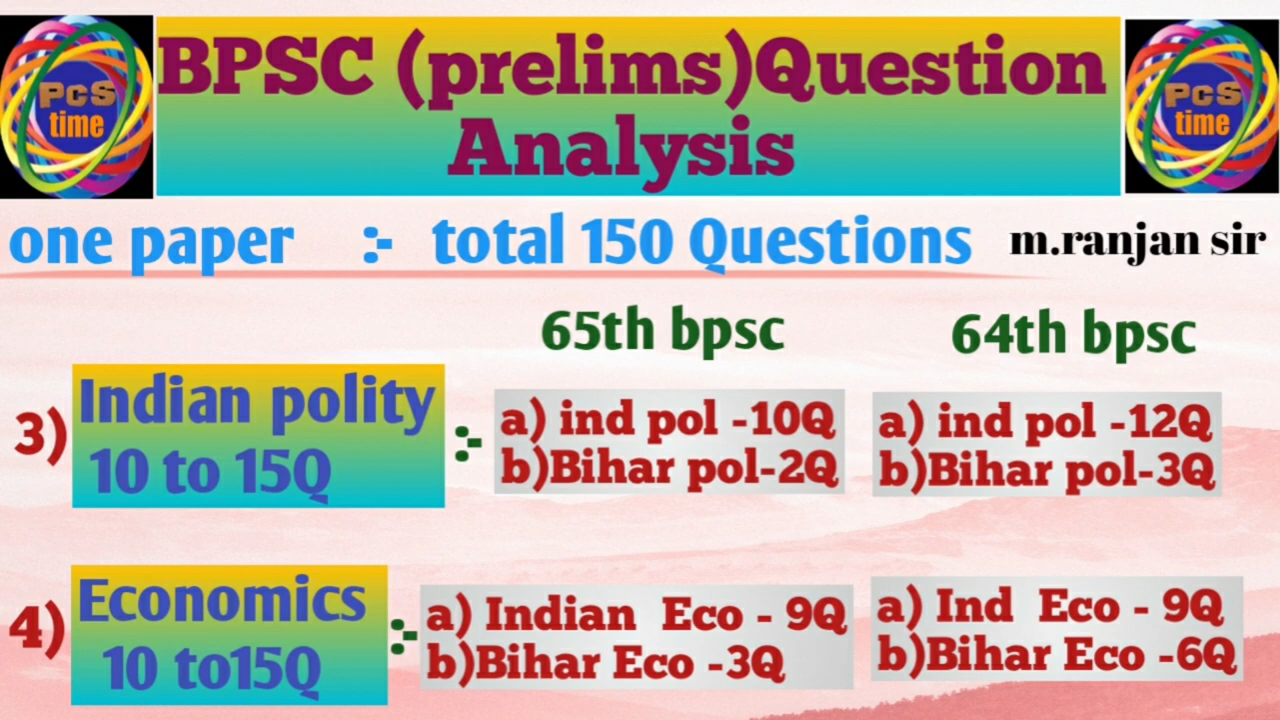 PcS
time
BPSC (prelims)Question
Analysis
PcS
time
one paper :- total 150 Questions
m.ranjan sir
65th bpsc
64th bpsc
3)
Indian polity
10 to 15Q
:-
a) ind pol -10Q
b)Bihar pol-2Q
a) ind pol -12Q
b)Bihar pol-3Q
4)
Economics
10 to15Q
:-
a) Indian Eco - 9Q
b)Bihar Eco -3Q
a) Ind Eco - 9Q
b)Bihar Eco -6Q